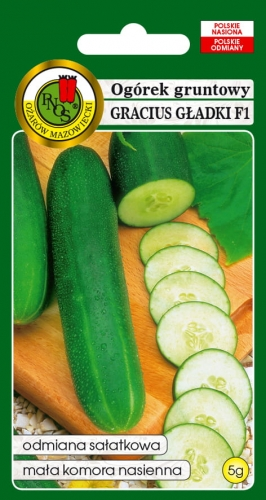 POLSKIE
NASIONA
POLSKIE
ODMIANY
PNOS
OŻARÓW MAZOWIECKI
Ogórek gruntowy
GRACIUS GŁADKI F1
odmiana sałatkowa
mała komora nasienna
5g